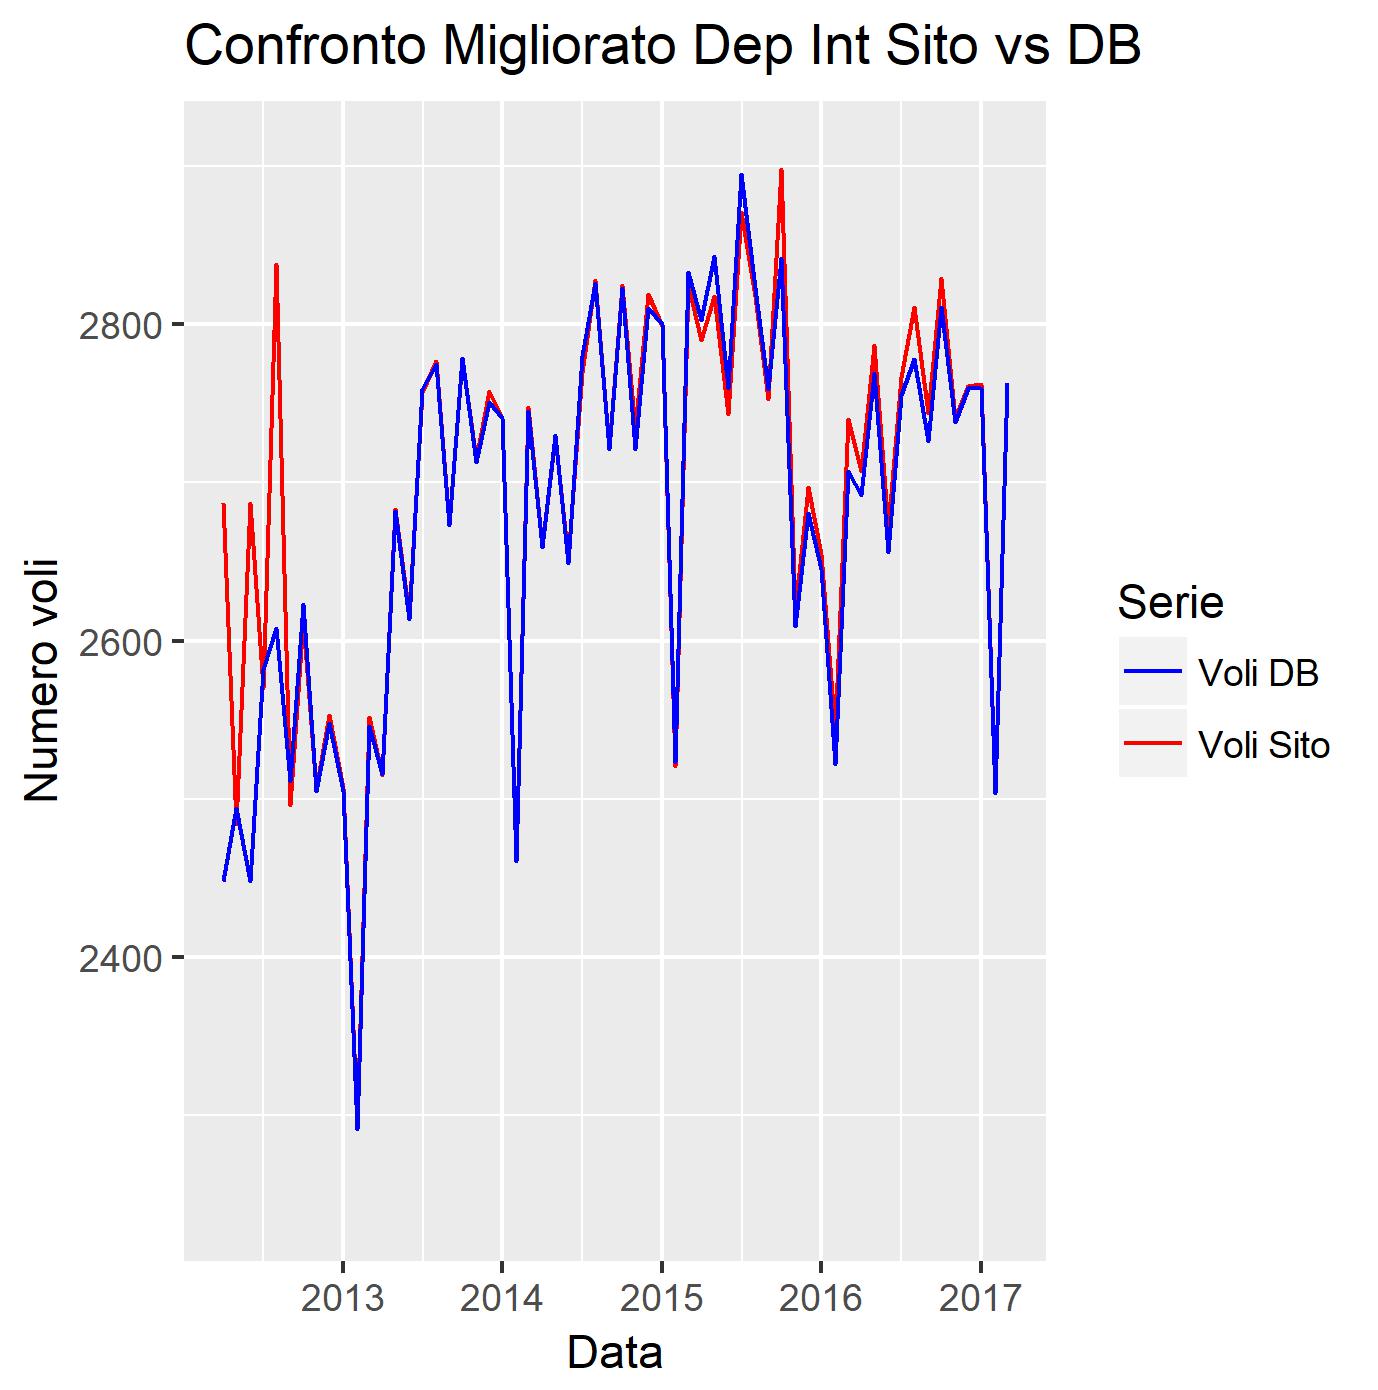 Confronto Migliorato Dep Int Sito vs DB
Numero voli
2800
2600
2400
2013
2014
2015
2016
2017
Data
Serie
Voli DB
Voli Sito